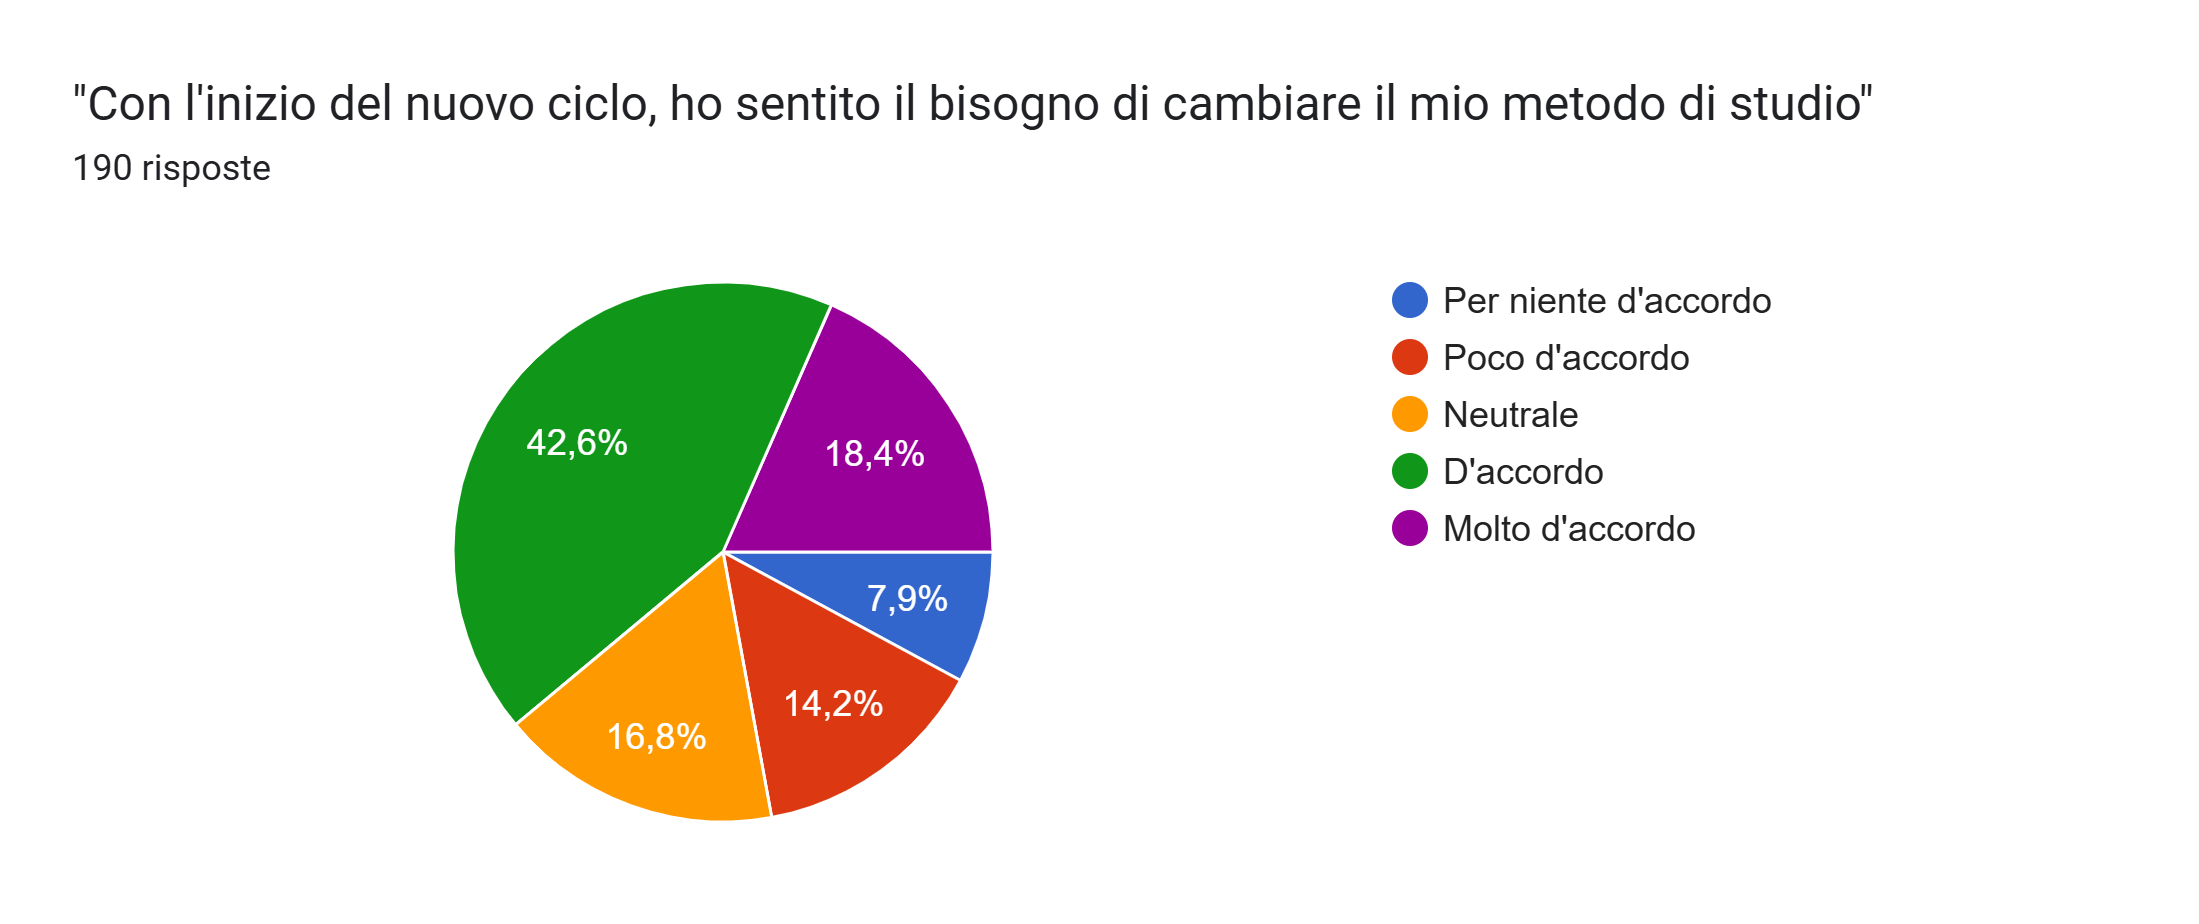 "Con l'inizio del nuovo ciclo, ho sentito il bisogno di cambiare il mio metodo di studio"
190 risposte
42,6%
18,4%
7,9%
14,2%
16,8%
Per niente d'accordo
Poco d'accordo
Neutrale
D'accordo
Molto d'accordo